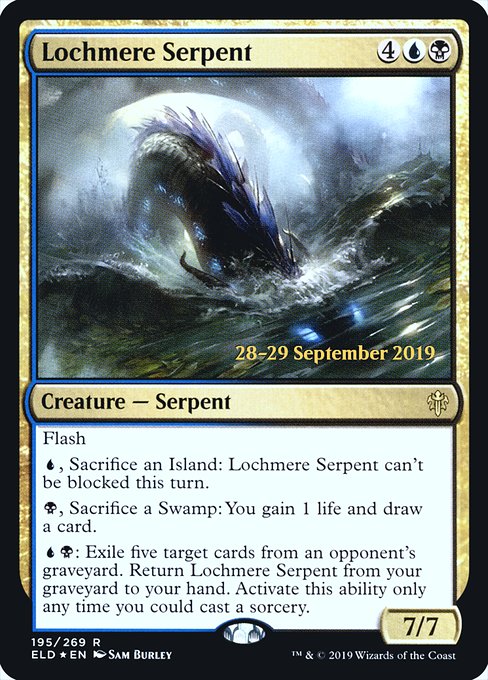 Lochmere Serpent 4
28–29 September 2019
Creature — Serpent
Flash
, Sacrifice an Island: Lochmere Serpent can't
be blocked this turn.
, Sacrifice a Swamp: You gain 1 life and draw
a card.
: Exile five target cards from an opponent's
graveyard. Return Lochmere Serpent from your
graveyard to your hand. Activate this ability only
any time you could cast a sorcery.
7/7
195/269 R
ELD ★ EN Sam Burley
™ & © 2019 Wizards of the Coast